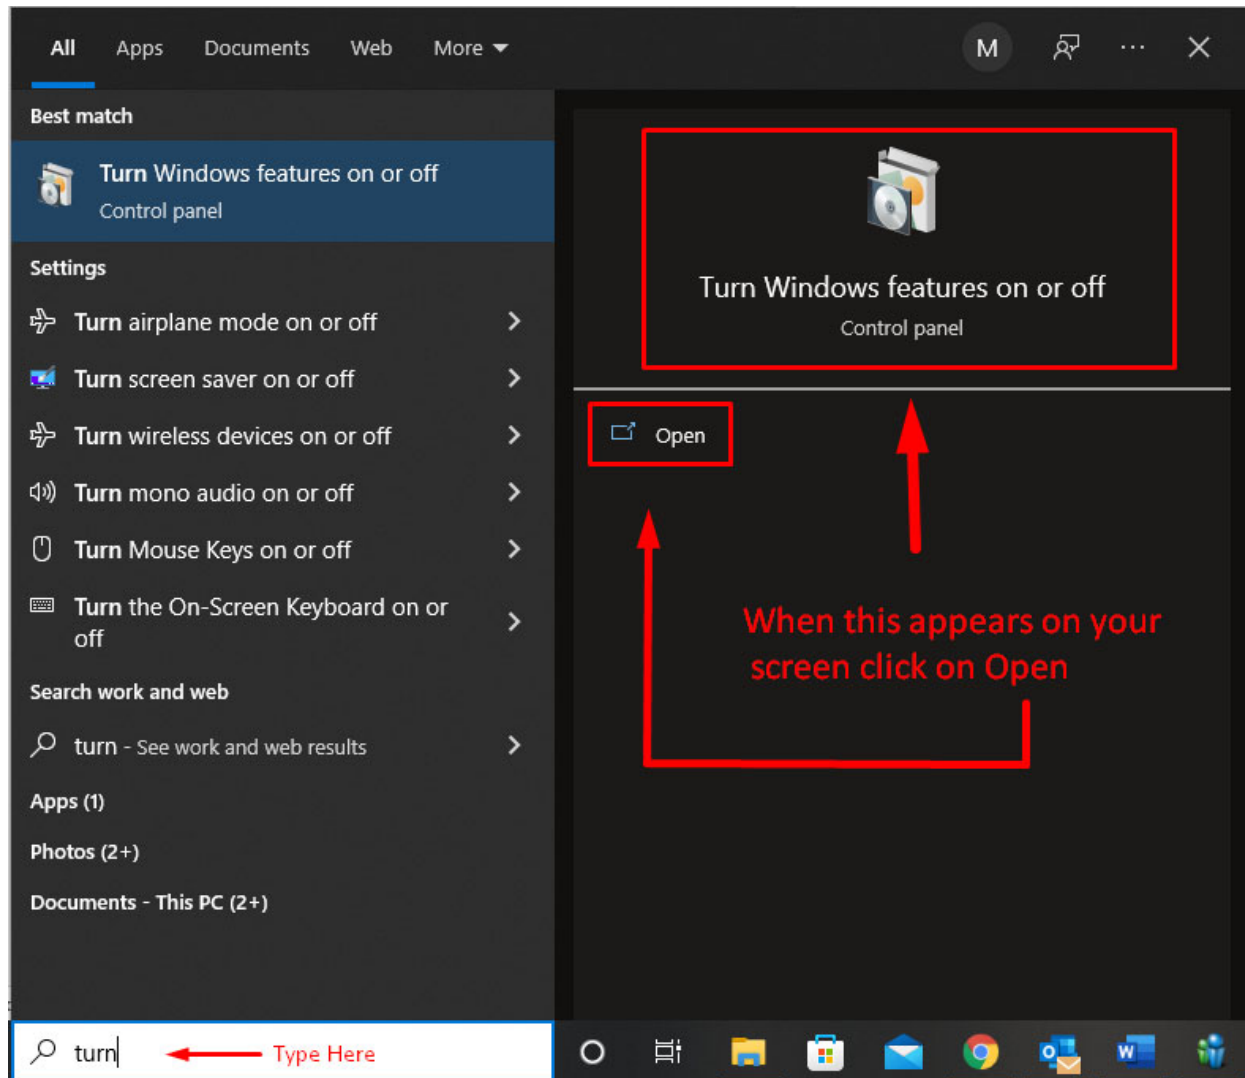 All Apps Documents Web More M
Best match
Turn Windows features on or off
Control panel
Settings
Turn airplane mode on or off
Turn screen saver on or off
Turn wireless devices on or off
Turn mono audio on or off
Turn Mouse Keys on or off
Turn the On-Screen Keyboard on or
off
Search work and web
turn - See work and web results
Apps (1)
Photos (2+)
Documents - This PC (2+)
Turn Windows features on or off
Control panel
Open
When this appears on your
screen click on Open
turn Type Here